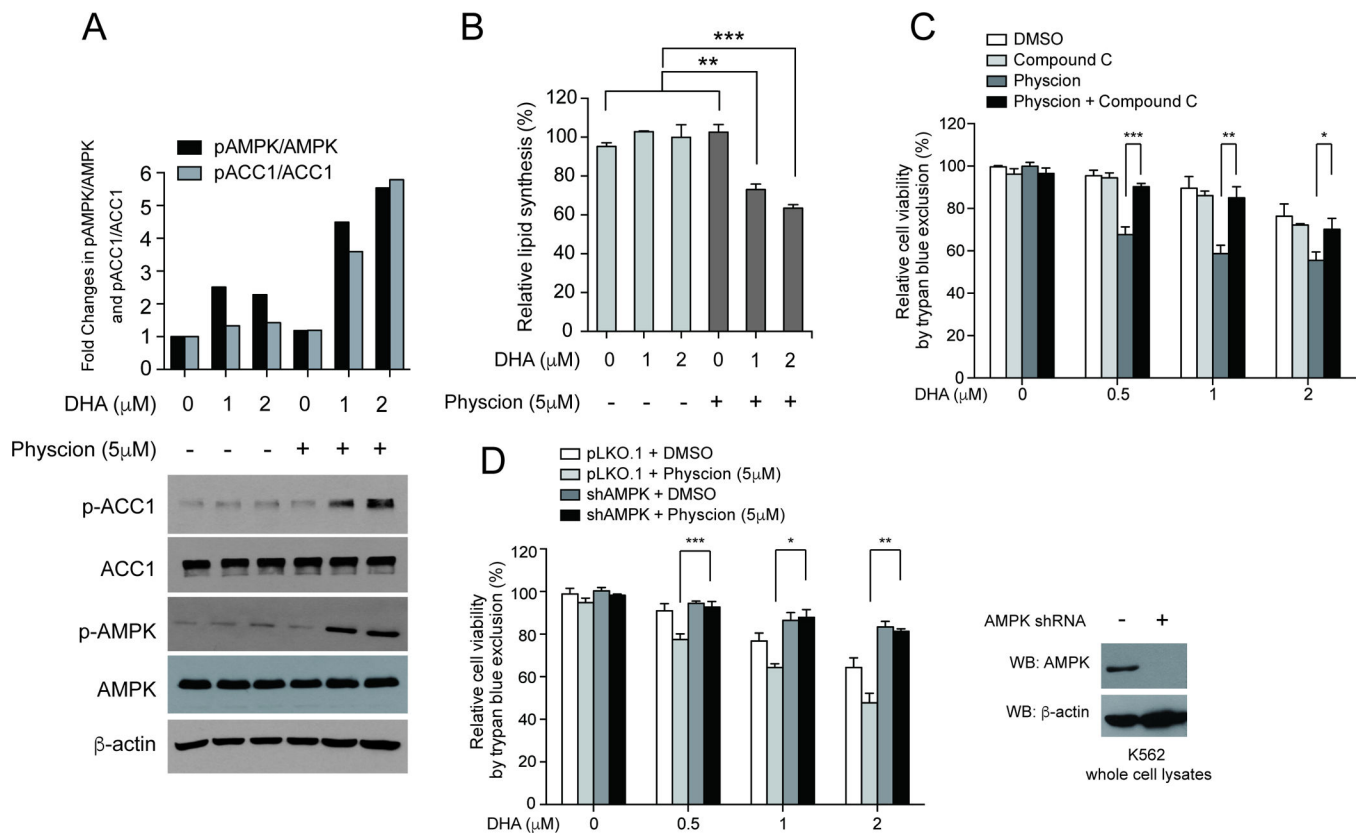 A
pAMPK/AMPK
pACC1/ACC1
Fold Changes in pAMPK/AMPK
and pACC1/ACC1
6
5
4
3
2
1
0
DHA (μM) 0 1 2 0 1 2
Physcion (5μM) - - - + + +
p-ACC1
ACC1
p-AMPK
AMPK
β-actin
B
***
**
Relative lipid synthesis (%)
120
100
80
60
40
20
0
DHA (μM) 0 1 2 0 1 2
Physcion (5μM) - - - + + +
C
DMSO
Compound C
Physcion
Physcion + Compound C
Relative cell viability
by trypan blue exclusion (%)
120
100
80
60
40
20
0
*** ** *
DHA (μM) 0 0.5 1 2
D
pLKO.1 + DMSO
pLKO.1 + Physcion (5μM)
shAMPK + DMSO
shAMPK + Physcion (5μM)
Relative cell viability
by trypan blue exclusion (%)
120
100
80
60
40
20
0
*** * **
DHA (μM) 0 0.5 1 2
AMPK shRNA - +
WB: AMPK
WB: β-actin
K562
whole cell lysates